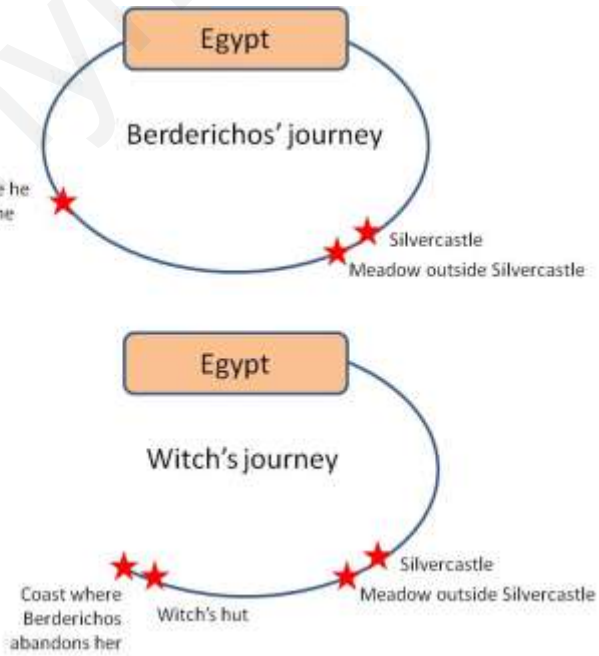 Egypt
Berderichos' journey
he
Silvercastle
Meadow outside Silvercastle
Egypt
Witch's journey
Silvercastle
Meadow outside Silvercastle
Coast where
Berderichos
abandons her
Witch's hut